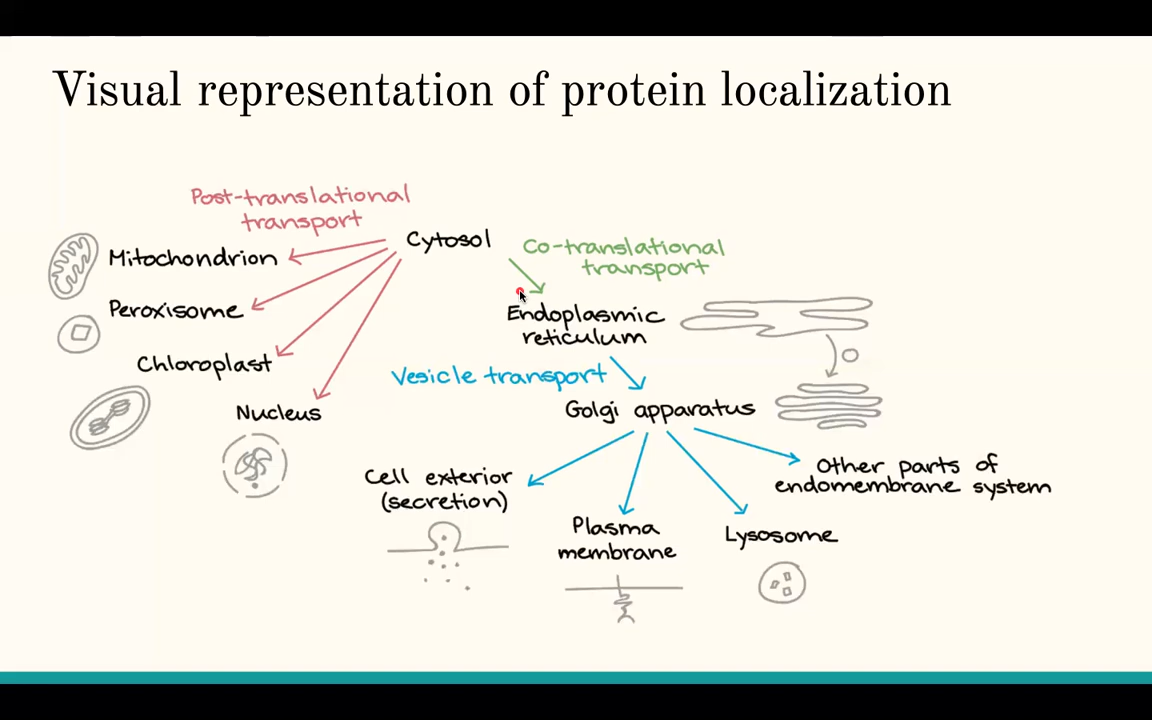 Visual representation of protein localization
Post-translational
transport
Cytosol
Co-translational
transport
Mitochondrion
Peroxisome
Endoplasmic
reticulum
Chloroplast
Vesicle transport
Nucleus
Golgi apparatus
Cell exterior
(secretion)
Other parts of
endomembrane system
Plasma
membrane
Lysosome